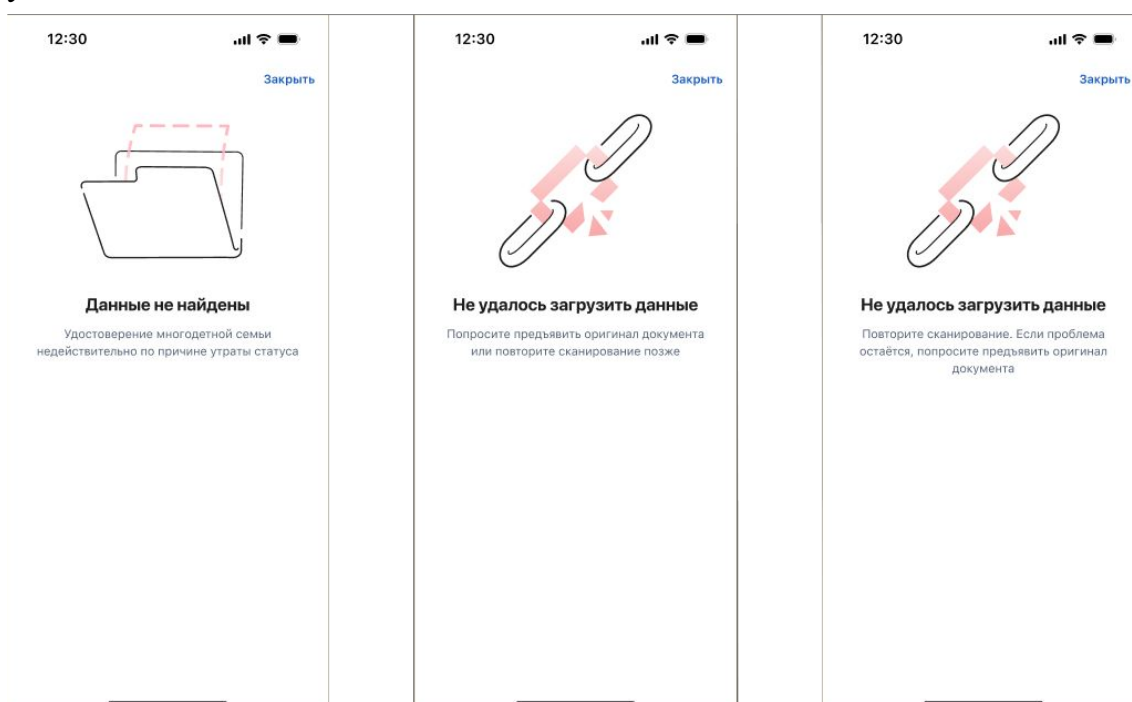 12:30
Закрыть
Данные не найдены
Удостоверение многодетной семьи
недействительно по причине утраты статуса
12:30
Закрыть
Не удалось загрузить данные
Попросите предъявить оригинал документа
или повторите сканирование позже
12:30
Закрыть
Не удалось загрузить данные
Повторите сканирование. Если проблема
остаётся, попросите предъявить оригинал
документа